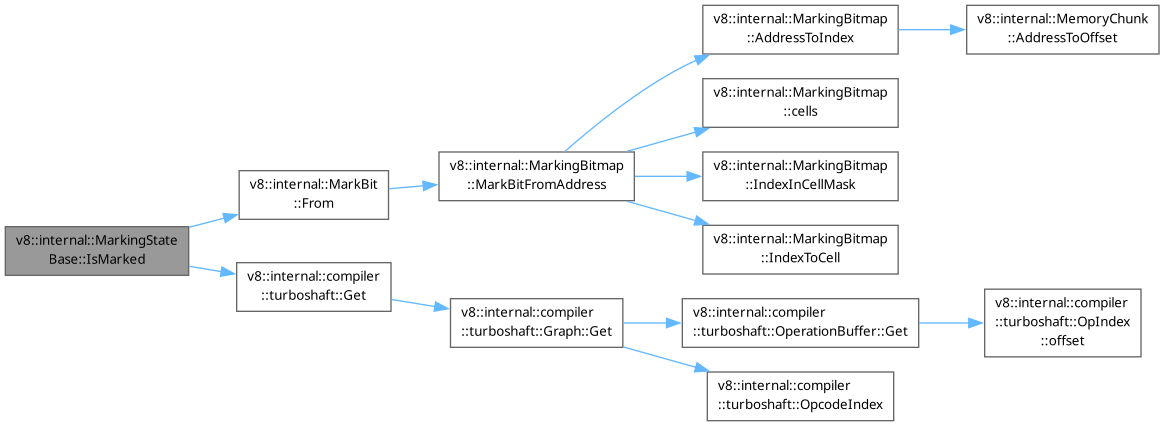 v8::internal::MarkingState
Base::IsMarked
v8::internal::MarkBit
::From
v8::internal::MarkingBitmap
::MarkBitFromAddress
v8::internal::MarkingBitmap
::AddressToIndex
v8::internal::MemoryChunk
::AddressToOffset
v8::internal::MarkingBitmap
::cells
v8::internal::MarkingBitmap
::IndexInCellMask
v8::internal::MarkingBitmap
::IndexToCell
v8::internal::compiler
::turboshaft::Get
v8::internal::compiler
::turboshaft::Graph::Get
v8::internal::compiler
::turboshaft::OperationBuffer::Get
v8::internal::compiler
::turboshaft::OpIndex
::offset
v8::internal::compiler
::turboshaft::OpcodeIndex